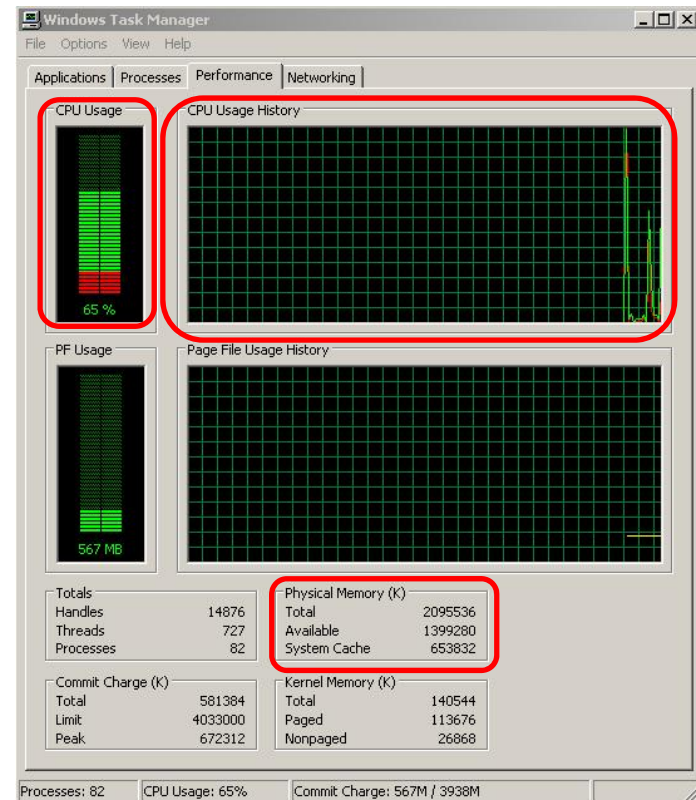 Windows Task Manager
File Options View Help
Applications Processes Performance Networking
CPU Usage CPU Usage History
65 %
PF Usage Page File Usage History
567 MB
Totals Physical Memory (K)
Handles 14876 Total 2095536
Threads 727 Available 1399280
Processes 82 System Cache 653832
Commit Charge (K) Kernel Memory (K)
Total 581384 Total 140544
Limit 4033000 Paged 113676
Peak 672312 Nonpaged 26868
Processes: 82 CPU Usage: 65% Commit Charge: 567M / 3938M